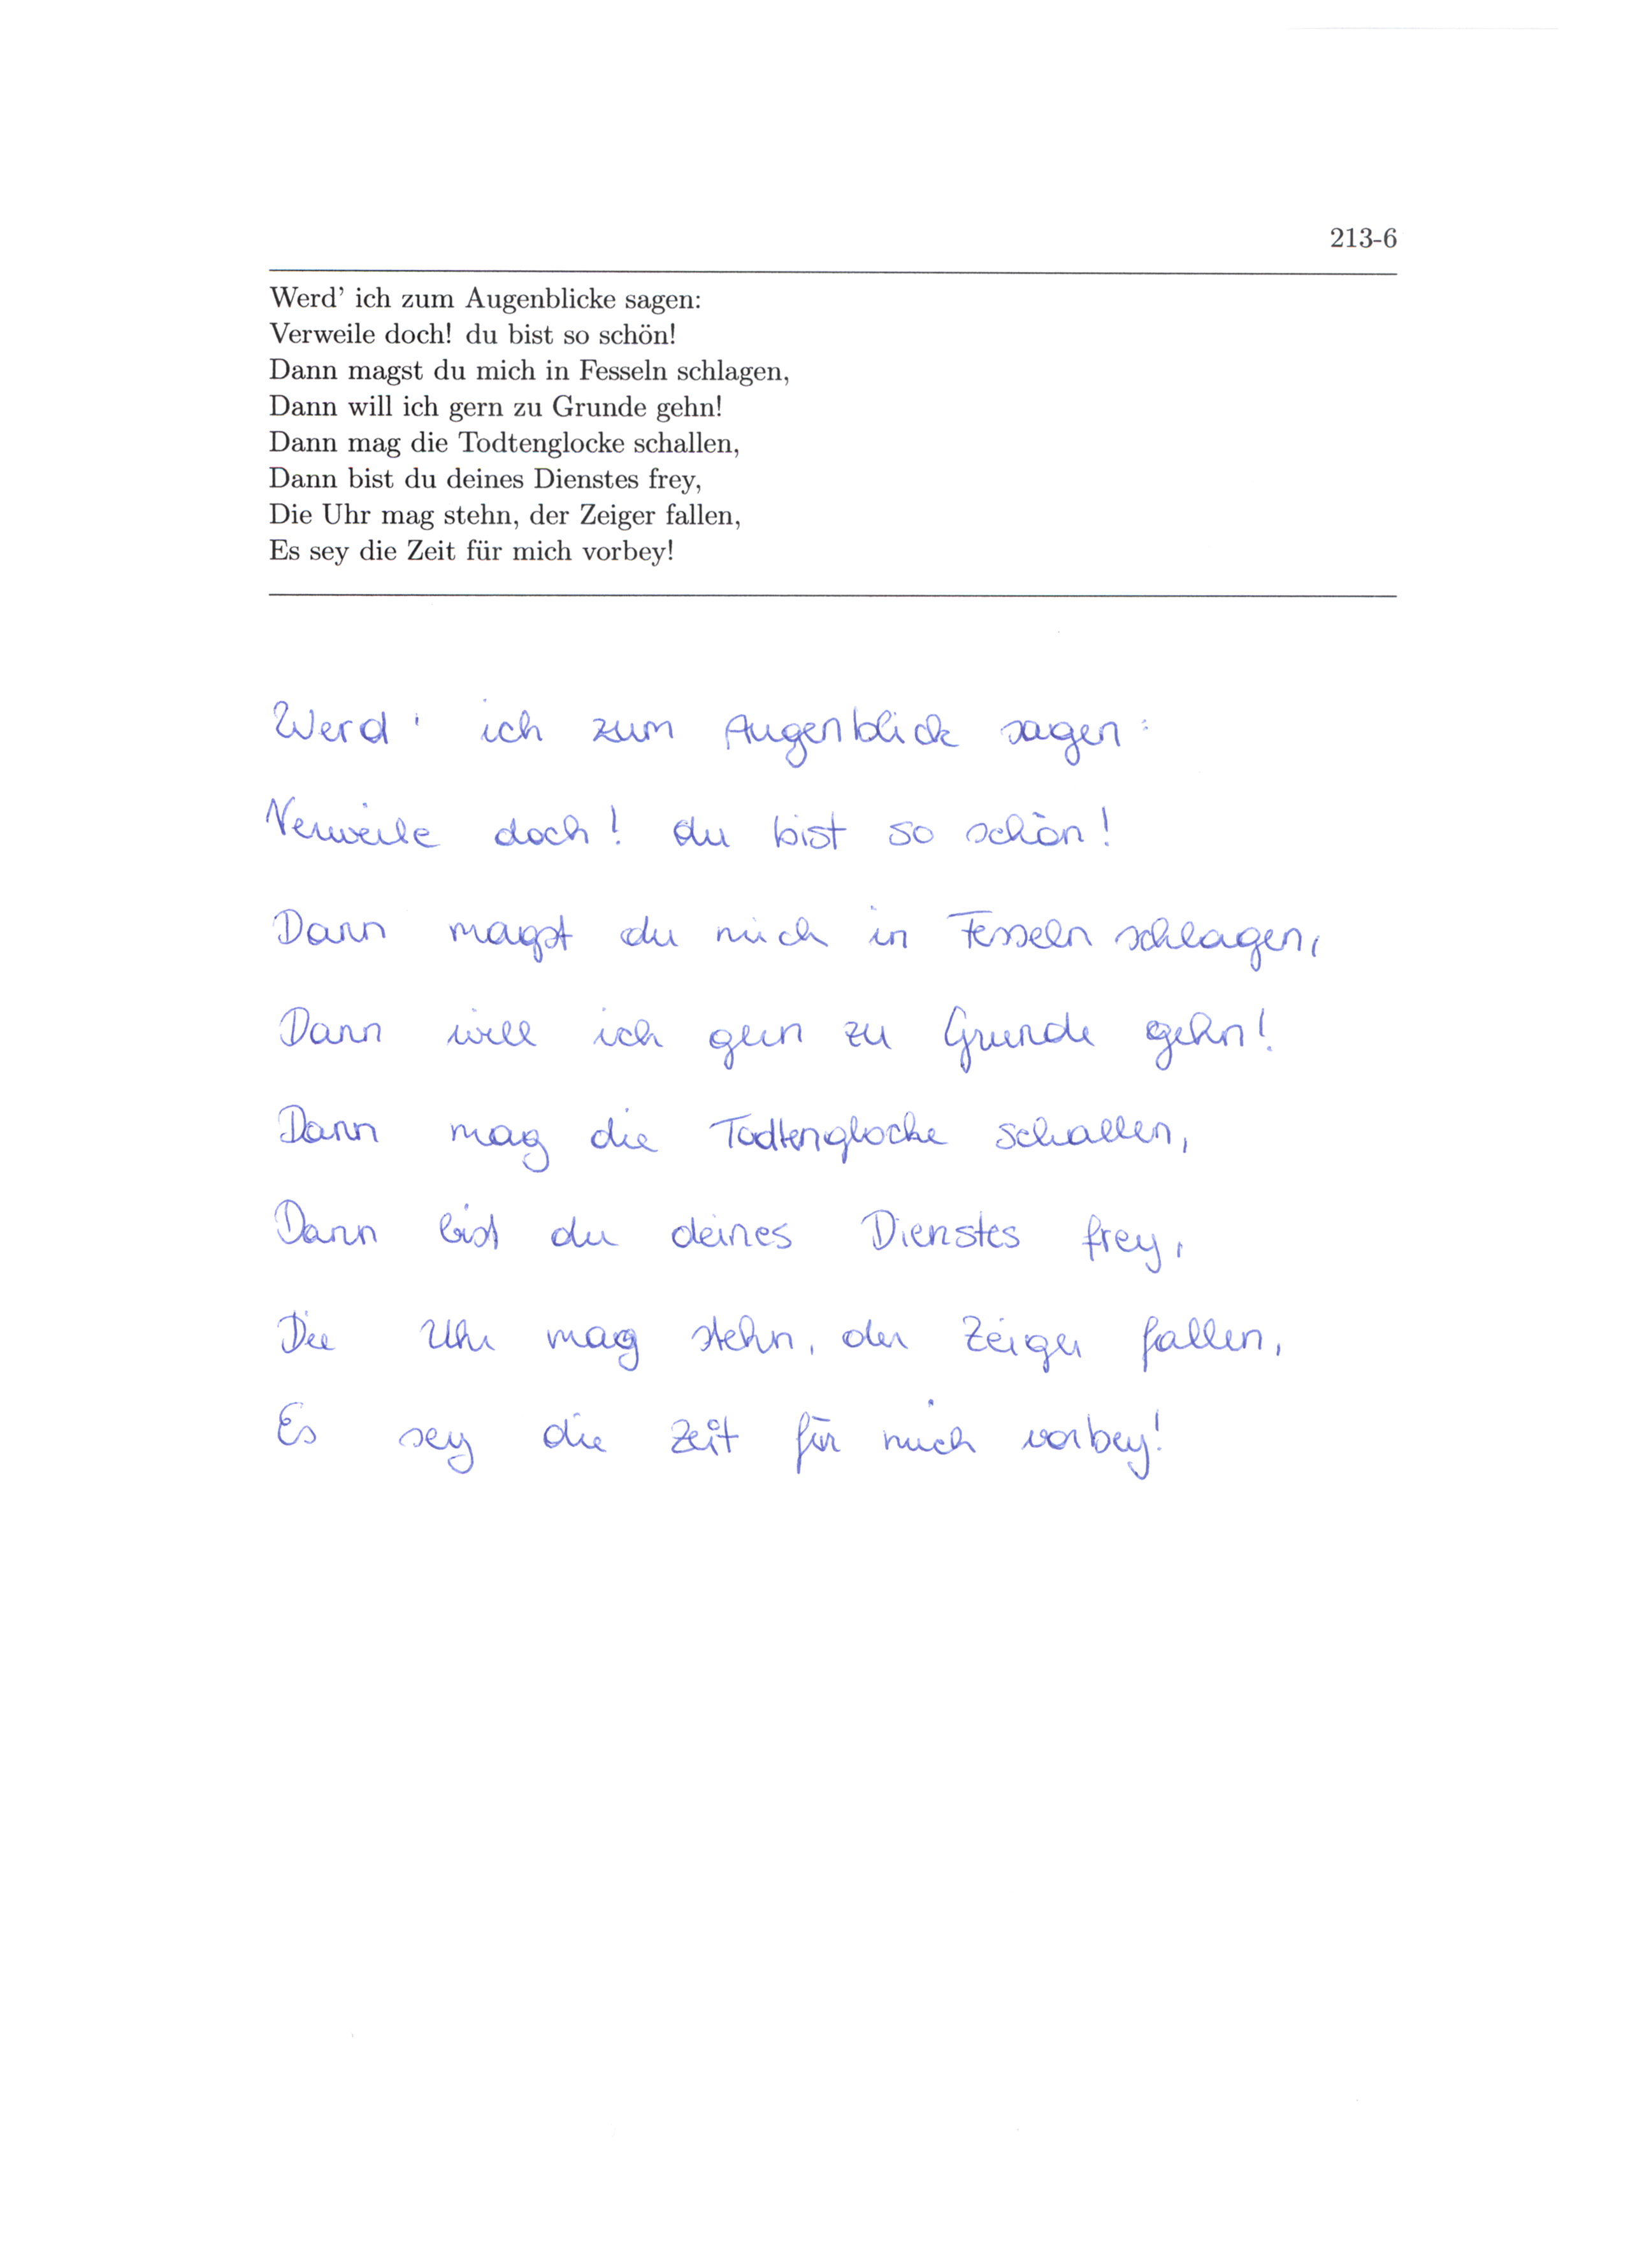 213-6
Werd' ich zum Augenblicke sagen:
Verweile doch! du bist so schön!
Dann magst du mich in Fesseln schlagen,
Dann will ich gern zu Grunde gehn!
Dann mag die Todtenglocke schallen,
Dann bist du deines Dienstes frey,
Die Uhr mag stehn, der Zeiger fallen,
Es sey die Zeit für mich vorbey!
Werd' ich zum Augenblick sagen:
Verweile doch! du bist so schön!
Dann magst du mich in Fesseln schlagen,
Dann will ich gern zu Grunde gehn!
Dann mag die Todtenglocke schallen,
Dann bist du deines Dienstes frey,
Die Uhr mag stehn, der Zeiger fallen,
Es sey die Zeit für mich vorbey!